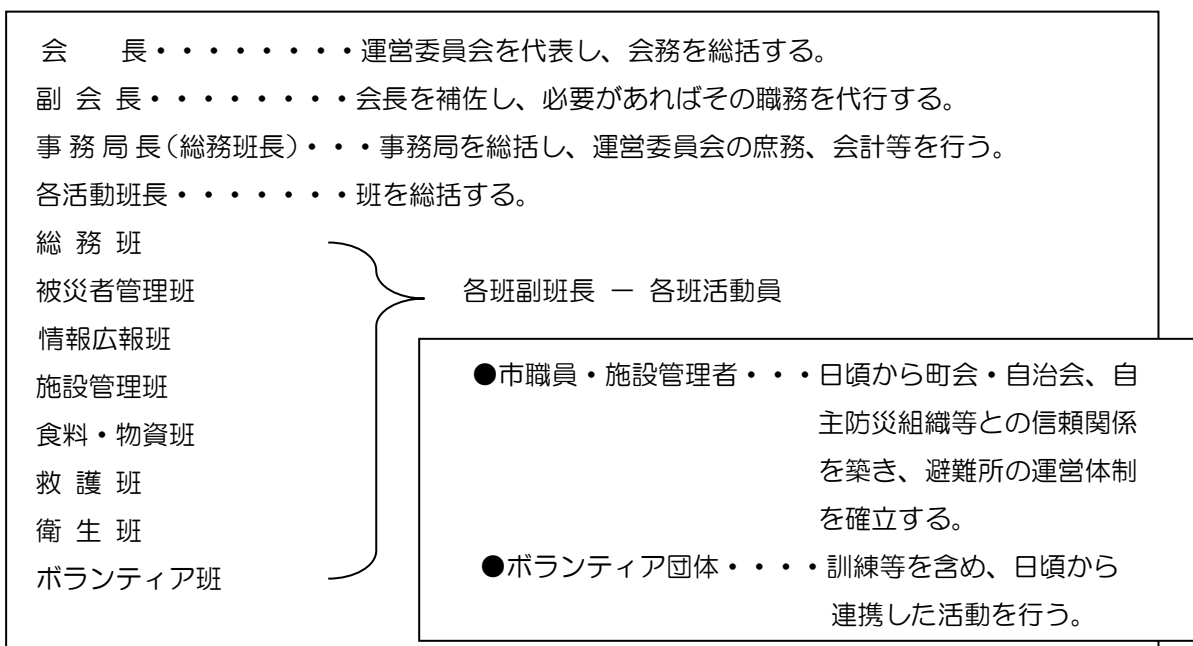 会　　長・・・・・・・・運営委員会を代表し、会務を総括する。
副 会 長・・・・・・・・会長を補佐し、必要があればその職務を代行する。
事 務 局 長（総務班長）・・・事務局を総括し、運営委員会の庶務、会計等を行う。
各活動班長・・・・・・・班を総括する。
総 務 班
被災者管理班　　各班副班長 － 各班活動員
情報広報班
施設管理班
食料・物資班
救 護 班
衛 生 班
ボランティア班
●市職員・施設管理者・・・日頃から町会・自治会、自
主防災組織等との信頼関係
を築き、避難所の運営体制
を確立する。
●ボランティア団体・・・・訓練等を含め、日頃から
連携した活動を行う。